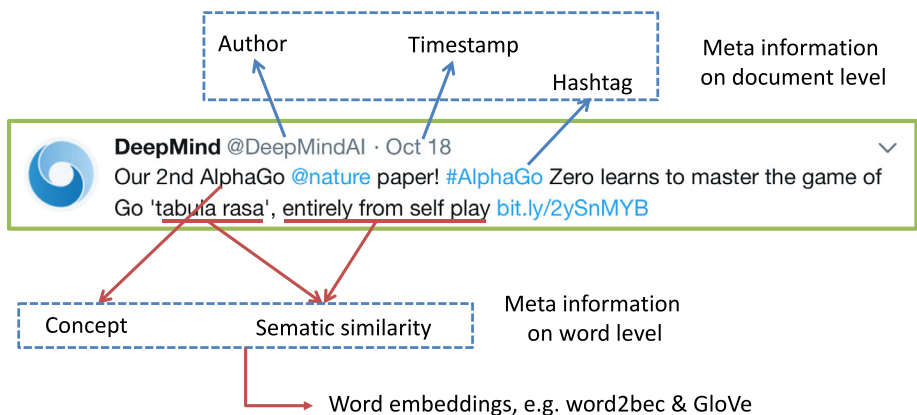 Author
Timestamp
Hashtag
Meta information
on document level
DeepMind @DeepMindAI · Oct 18
Our 2nd AlphaGo @nature paper! #AlphaGo Zero learns to master the game of
Go 'tabula rasa', entirely from self play bit.ly/2ySnMYB
Concept
Sematic similarity
Meta information
on word level
Word embeddings, e.g. word2bec & GloVe